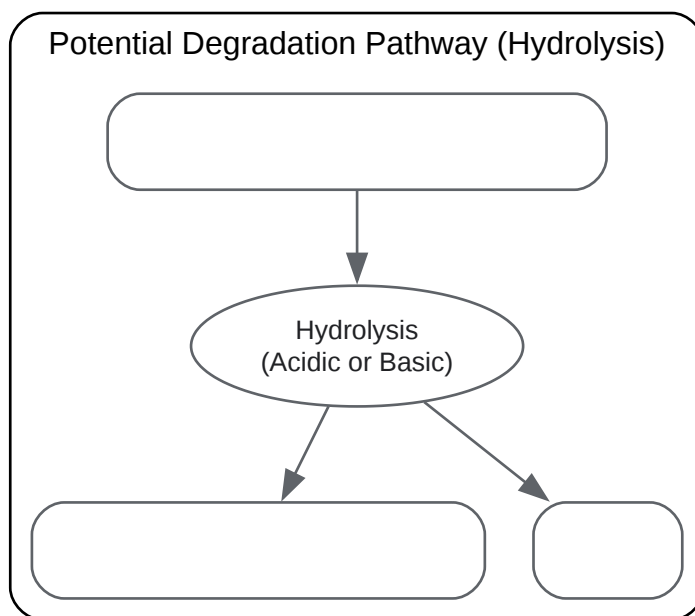 Potential Degradation Pathway (Hydrolysis)
Hydrolysis
(Acidic or Basic)